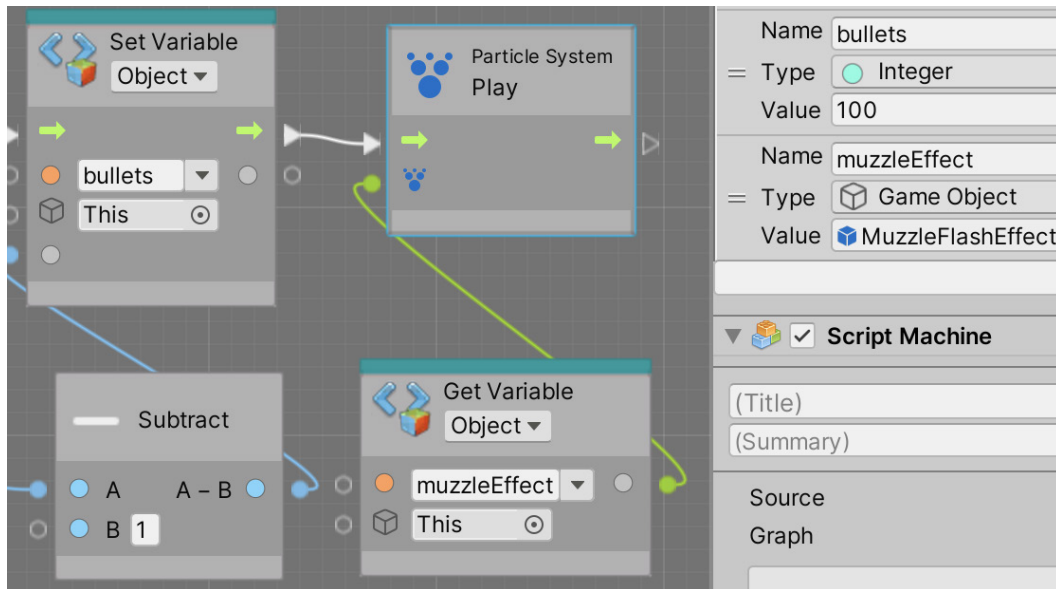 Set Variable
Object
bullets
This
Particle System
Play
Subtract
A A – B
B 1
Get Variable
Object
muzzleEffect
This
Name bullets
= Type Integer
Value 100
Name muzzleEffect
= Type Game Object
Value MuzzleFlashEffect
Script Machine
(Title)
(Summary)
Source
Graph